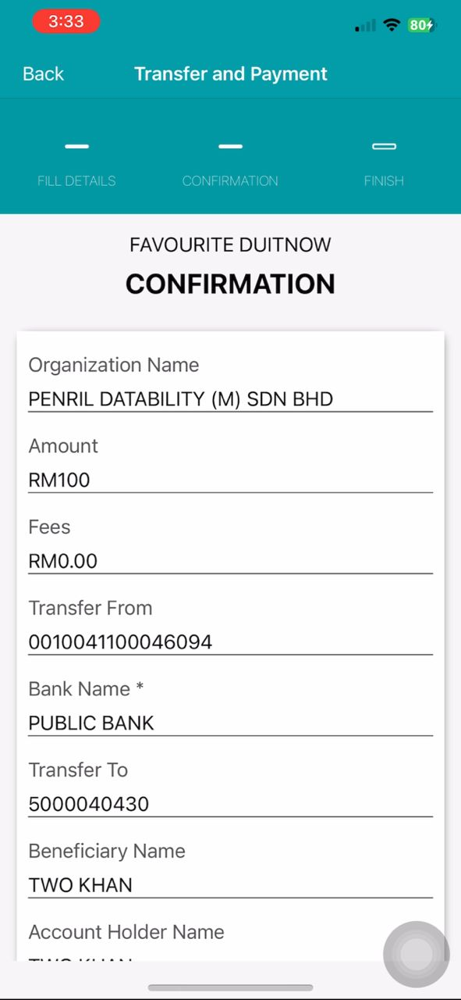 3:33
80
Back
Transfer and Payment
FILL DETAILS
CONFIRMATION
FINISH
FAVOURITE DUITNOW
CONFIRMATION
Organization Name
PENRIL DATABILITY (M) SDN BHD
Amount
RM100
Fees
RM0.00
Transfer From
0010041100046094
Bank Name *
PUBLIC BANK
Transfer To
5000040430
Beneficiary Name
TWO KHAN
Account Holder Name